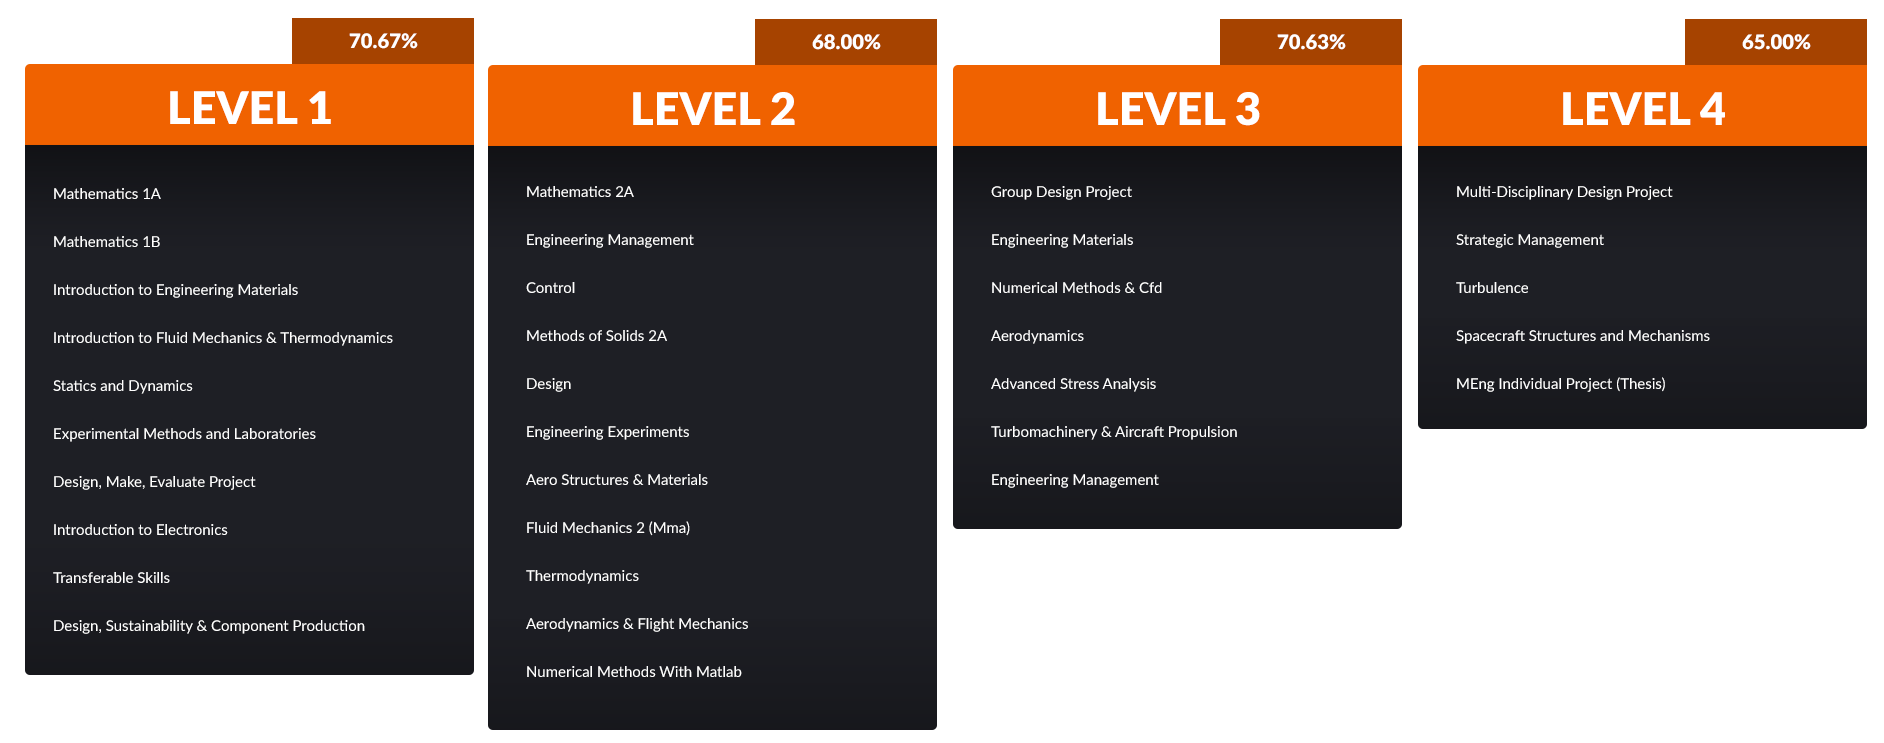 70.67%
LEVEL 1
Mathematics 1A
Mathematics 1B
Introduction to Engineering Materials
Introduction to Fluid Mechanics & Thermodynamics
Statics and Dynamics
Experimental Methods and Laboratories
Design, Make, Evaluate Project
Introduction to Electronics
Transferable Skills
Design, Sustainability & Component Production
68.00%
LEVEL 2
Mathematics 2A
Engineering Management
Control
Methods of Solids 2A
Design
Engineering Experiments
Aero Structures & Materials
Fluid Mechanics 2 (Mma)
Thermodynamics
Aerodynamics & Flight Mechanics
Numerical Methods With Matlab
70.63%
LEVEL 3
Group Design Project
Engineering Materials
Numerical Methods & Cfd
Aerodynamics
Advanced Stress Analysis
Turbomachinery & Aircraft Propulsion
Engineering Management
65.00%
LEVEL 4
Multi-Disciplinary Design Project
Strategic Management
Turbulence
Spacecraft Structures and Mechanisms
MEng Individual Project (Thesis)